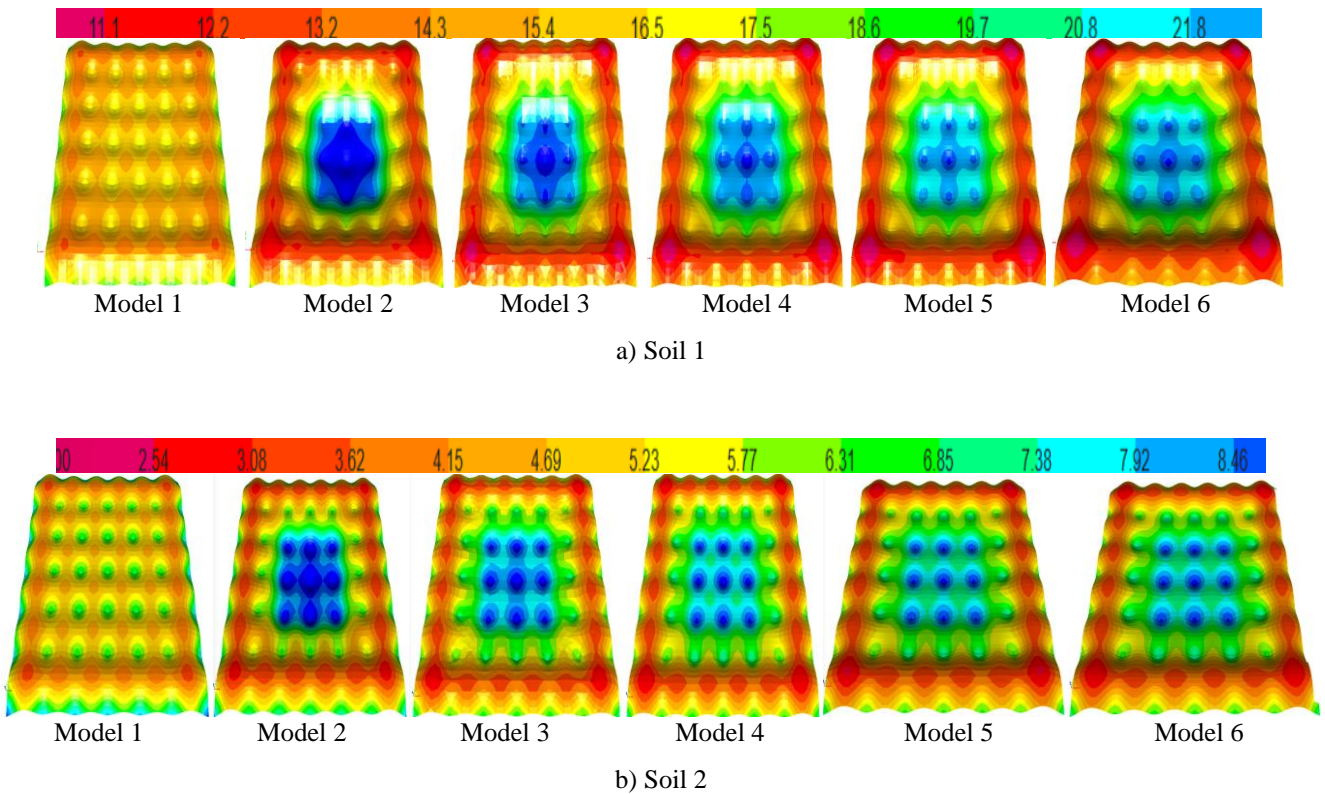 11.1 12.2 13.2 14.3 15.4 16.5 17.5 18.6 19.7 20.8 21.8
Model 1 Model 2 Model 3 Model 4 Model 5 Model 6
a) Soil 1
00 2.54 3.08 3.62 4.15 4.69 5.23 5.77 6.31 6.85 7.38 7.92 8.46
Model 1 Model 2 Model 3 Model 4 Model 5 Model 6
b) Soil 2